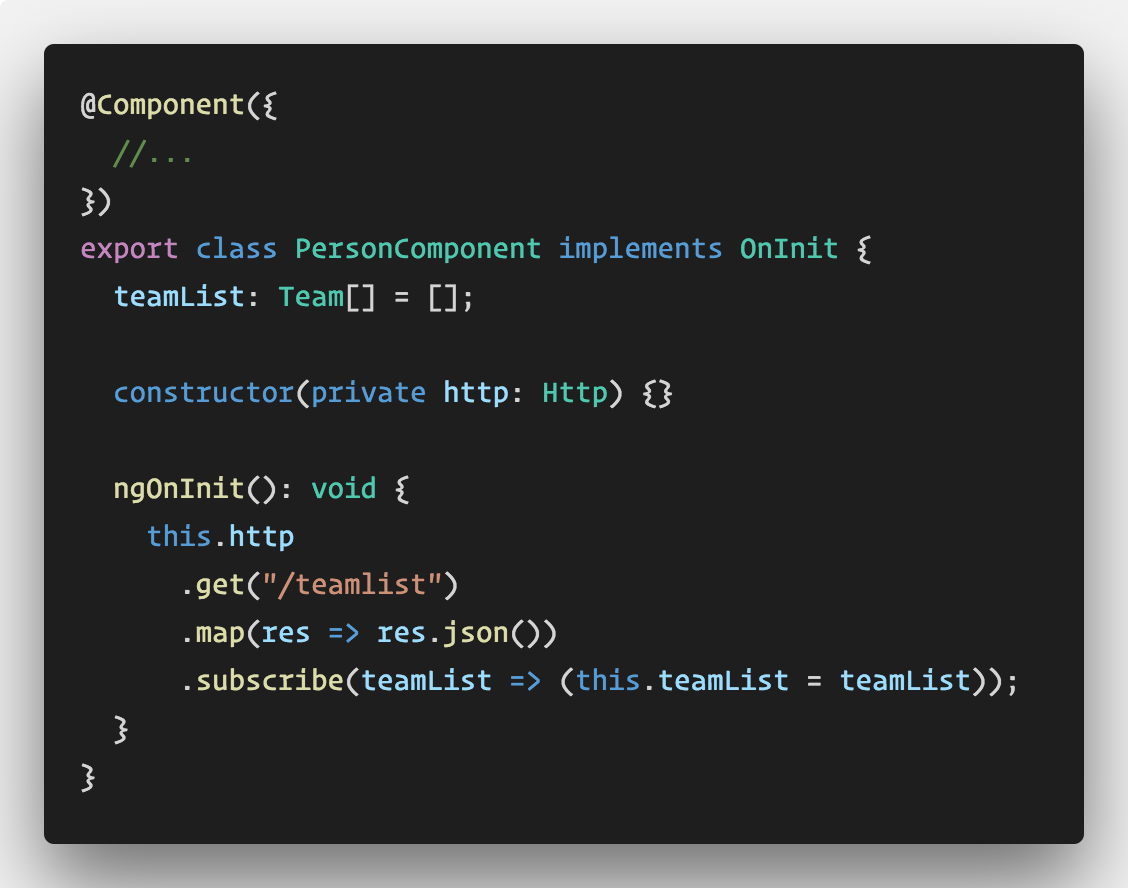 @Component({
  //...
})
export class PersonComponent implements OnInit {
  teamList: Team[] = [];

  constructor(private http: Http) {}

  ngOnInit(): void {
    this.http
      .get("/teamlist")
      .map(res => res.json())
      .subscribe(teamList => (this.teamList = teamList));
  }
}